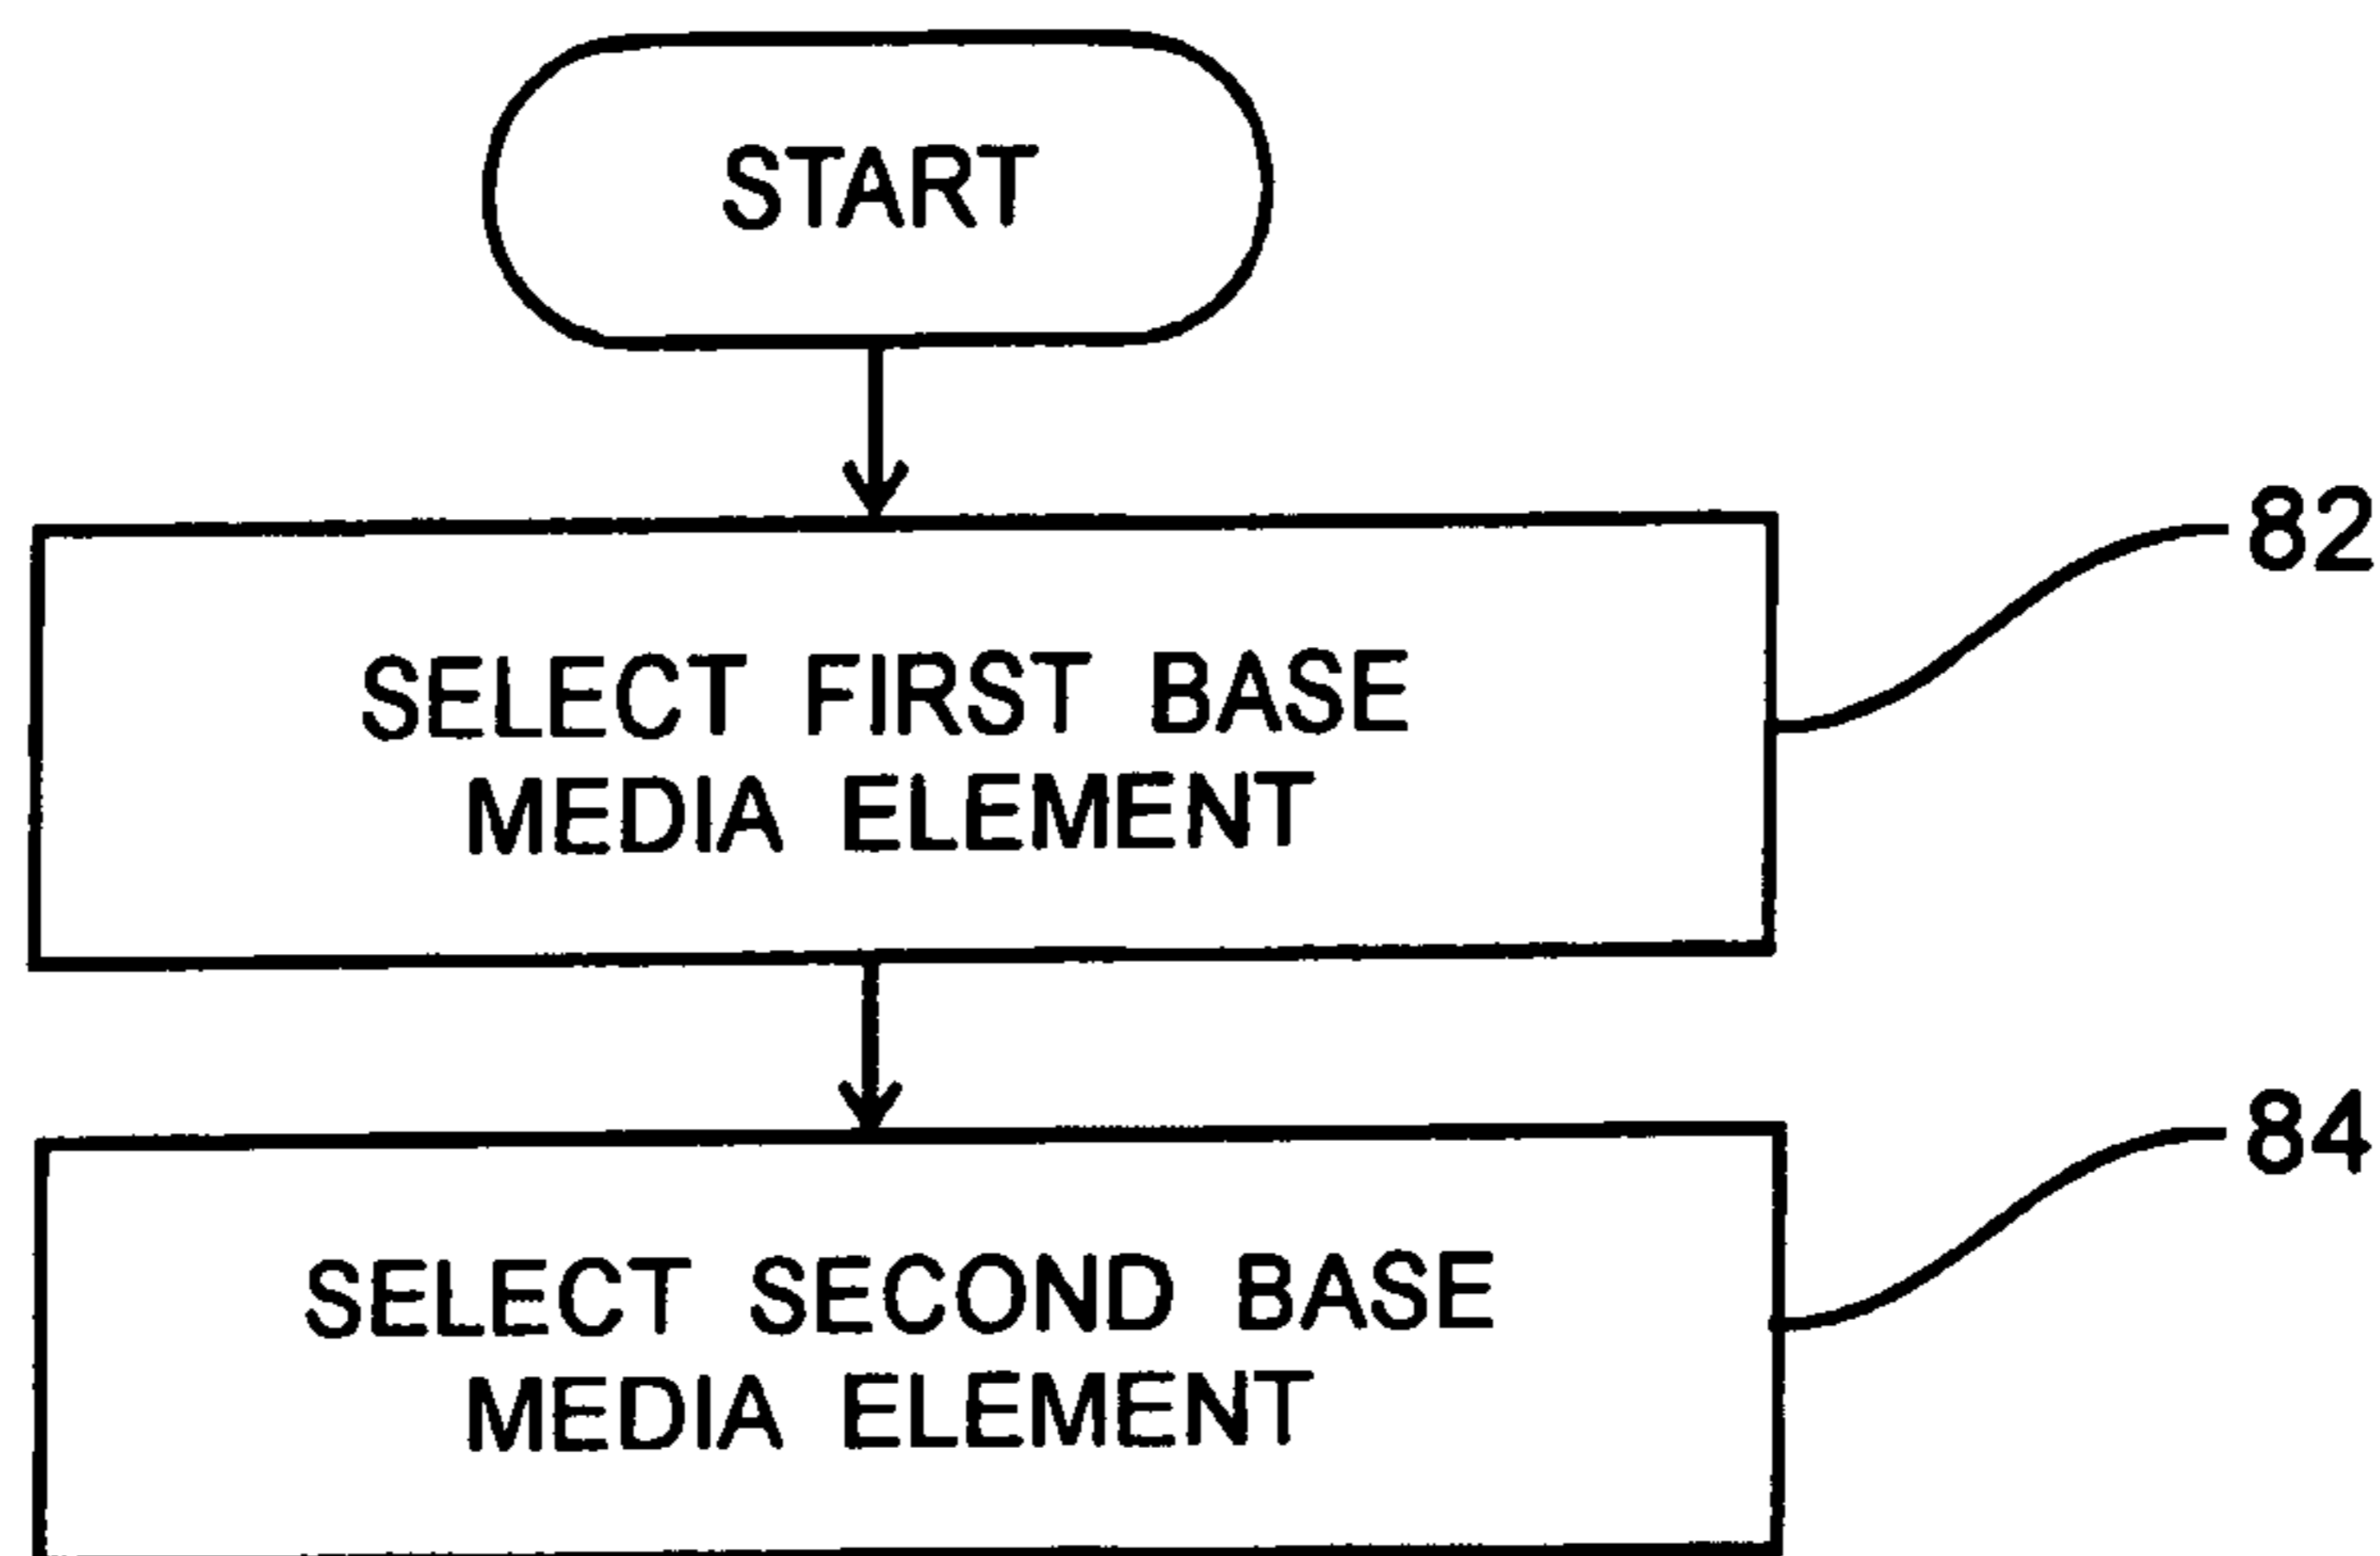 START
82
SELECT FIRST BASE
MEDIA ELEMENT
84
SELECT SECOND BASE
MEDIA ELEMENT